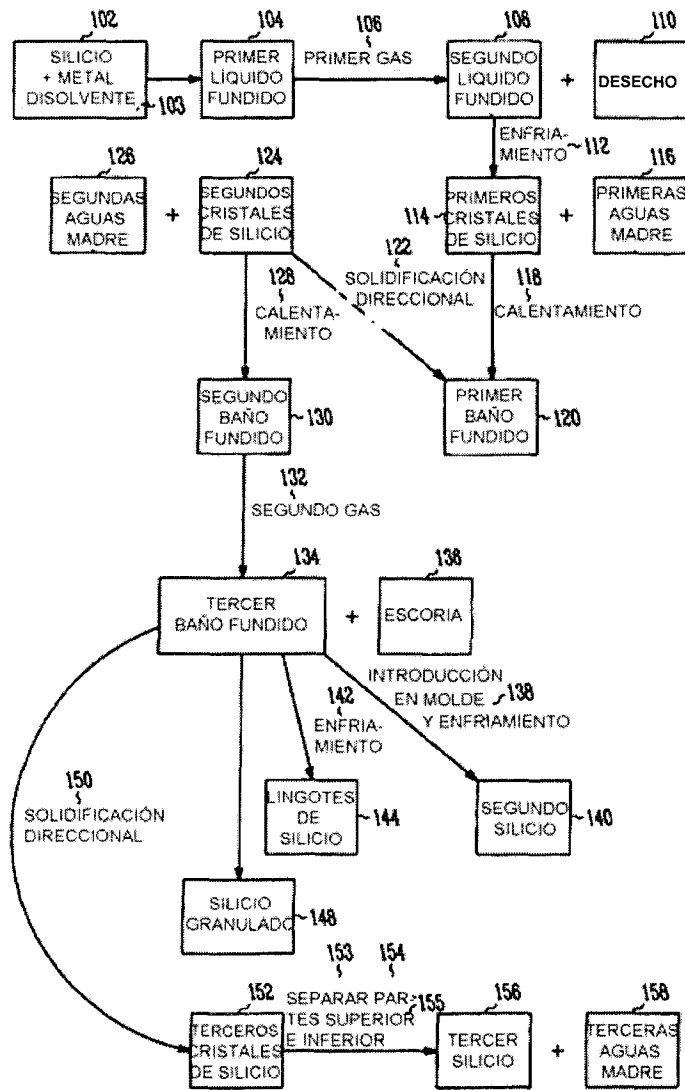 102
104
106
108
110
SILICIO
+ METAL
DISOLVENTE
103
PRIMER
LÍQUIDO
FUNDIDO
PRIMER GAS
SEGUNDO
LÍQUIDO
FUNDIDO
+
DESECHO
ENFRIA-
MIENTO
112
126
124
114
116
SEGUNDAS
AGUAS
MADRE
+
SEGUNDOS
CRISTALES
DE SILICIO
PRIMEROS
CRISTALES
DE SILICIO
+
PRIMERAS
AGUAS
MADRE
128
CALENTA-
MIENTO
122
SOLIDIFICACIÓN
DIRECCIONAL
118
CALENTAMIENTO
SEGUNDO
BAÑO
FUNDIDO
130
PRIMER
BAÑO
FUNDIDO
120
132
SEGUNDO GAS
134
136
TERCER
BAÑO FUNDIDO
+
ESCORIA
INTRODUCCIÓN
EN MOLDE 138
Y ENFRIAMIENTO
142
ENFRIA-
MIENTO
150
SOLIDIFICACIÓN
DIRECCIONAL
LINGOTES
DE
SILICIO
144
SEGUNDO
SILICIO
140
SILICIO
GRANULADO
148
152
153
154
156
158
TERCEROS
CRISTALES
DE SILICIO
SEPARAR PAR-
TES SUPERIOR
E INFERIOR
155
TERCER
SILICIO
+
TERCERAS
AGUAS
MADRE